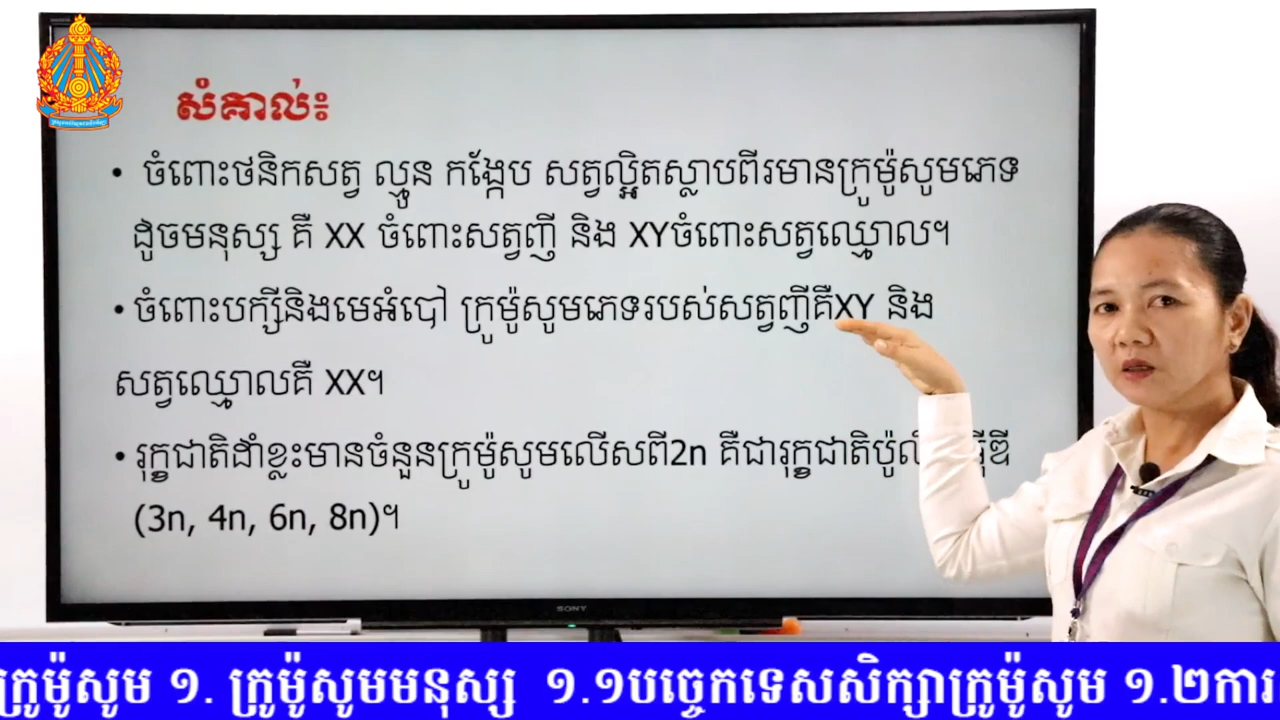 សំគាល់៖
• ចំពោះថនិកសត្វ ល្មូន កង្កែប សត្វល្អិតស្លាបពីរមានក្រូម៉ូសូមភេទ
ដូចមនុស្ស គឺ XX ចំពោះសត្វញី និង XYចំពោះសត្វឈ្មោល។
• ចំពោះបក្សីនិងមេអំបៅ ក្រូម៉ូសូមភេទរបស់សត្វញីគឺXY និង
សត្វឈ្មោលគឺ XX។
• រុក្ខជាតិដាំខ្លះមានចំនួនក្រូម៉ូសូមលើសពី2n គឺជារុក្ខជាតិ
(3n, 4n, 6n, 8n)។
SONY
ក្រូម៉ូសូម ១. ក្រូម៉ូសូមមនុស្ស ១.១បច្ចេកទេសសិក្សាក្រូម៉ូសូម ១.២ការ